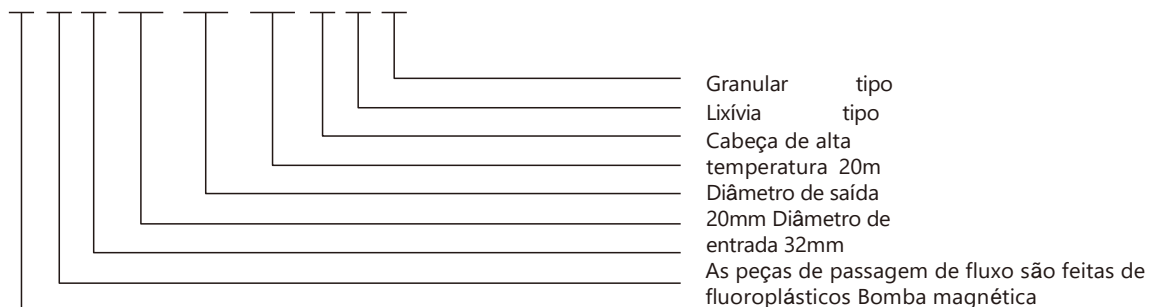 Granular tipo
Lixívia tipo
Cabeça de alta
temperatura 20m
Diâmetro de saída
20mm Diâmetro de
entrada 32mm
As peças de passagem de fluxo são feitas de
fluoroplásticos Bomba magnética